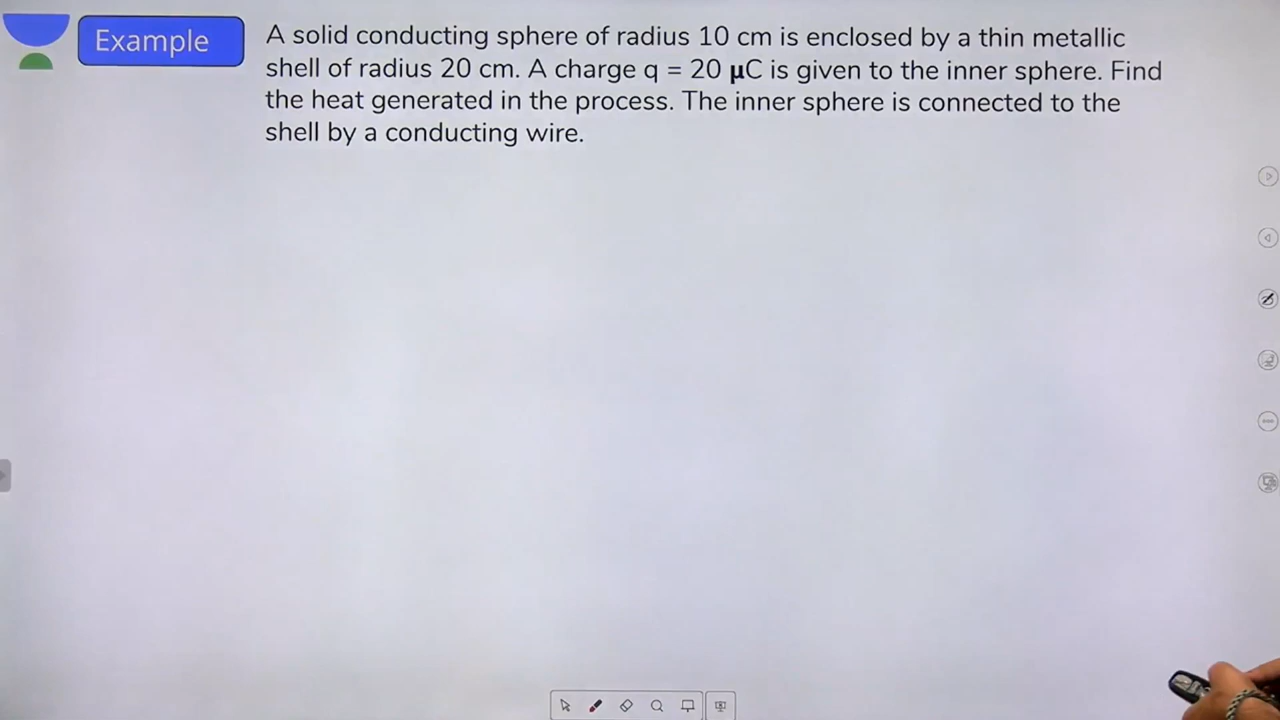 Example
A solid conducting sphere of radius 10 cm is enclosed by a thin metallic
shell of radius 20 cm. A charge q = 20 μC is given to the inner sphere. Find
the heat generated in the process. The inner sphere is connected to the
shell by a conducting wire.